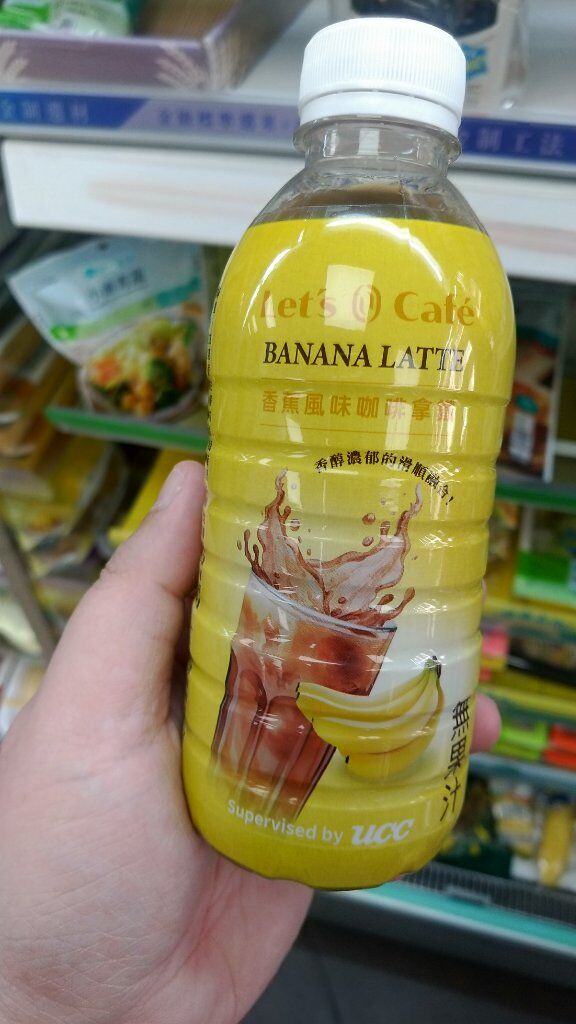 Let's Café
BANANA LATTE
香蕉風味咖啡拿鐵
香醇濃郁的滑順融合!
無果汁
Supervised by UCC